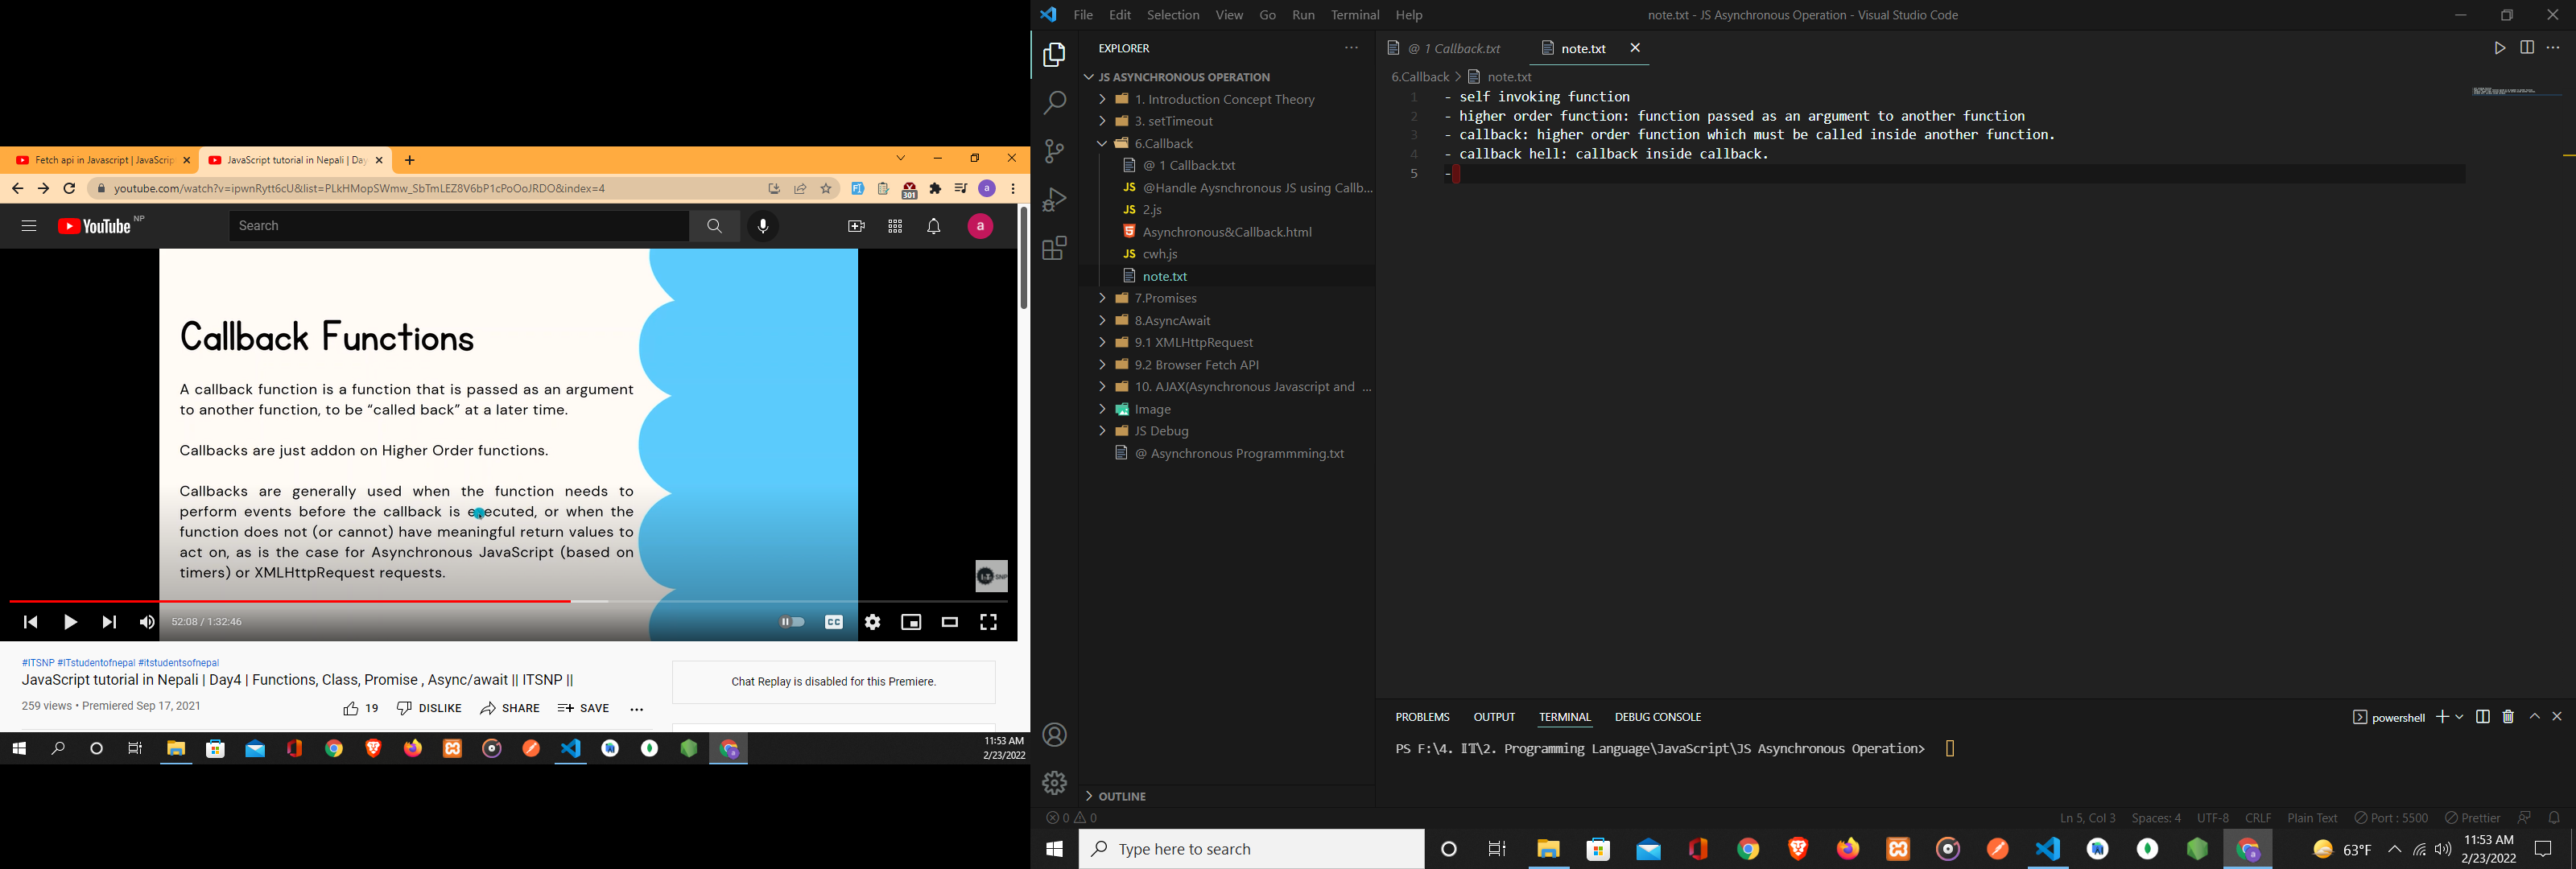 Fetch api in Javascript | JavaScrip
JavaScript tutorial in Nepali | Day
youtube.com/watch?v=ipwnRytt6cU&list=PLkHMopSWmw_SbTmLEZ8V6bP1cPoOoJRDO&index=4
301
a
YouTube NP
Search
a
Callback Functions
A callback function is a function that is passed as an argument
to another function, to be “called back” at a later time.
Callbacks are just addon on Higher Order functions.
Callbacks are generally used when the function needs to
perform events before the callback is executed, or when the
function does not (or cannot) have meaningful return values to
act on, as is the case for Asynchronous JavaScript (based on
timers) or XMLHttpRequest requests.
52:08 / 1:32:46
CC
#ITSNP #ITstudentofnepal #itstudentsofnepal
JavaScript tutorial in Nepali | Day4 | Functions, Class, Promise , Async/await || ITSNP ||
259 views • Premiered Sep 17, 2021
19
DISLIKE
SHARE
SAVE
Chat Replay is disabled for this Premiere.
11:53 AM
2/23/2022
File Edit Selection View Go Run Terminal Help
note.txt - JS Asynchronous Operation - Visual Studio Code
EXPLORER
JS ASYNCHRONOUS OPERATION
1. Introduction Concept Theory
3. setTimeout
6.Callback
@ 1 Callback.txt
JS @Handle Aysnchronous JS using Callb...
JS 2.js
Asynchronous&Callback.html
JS cwh.js
note.txt
7.Promises
8.AsyncAwait
9.1 XMLHttpRequest
9.2 Browser Fetch API
10. AJAX(Asynchronous Javascript and ...
Image
JS Debug
@ Asynchronous Programmming.txt
OUTLINE
@ 1 Callback.txt
note.txt
6.Callback > note.txt
1 - self invoking function
2 - higher order function: function passed as an argument to another function
3 - callback: higher order function which must be called inside another function.
4 - callback hell: callback inside callback.
5 -
PROBLEMS OUTPUT TERMINAL DEBUG CONSOLE
powershell
PS F:\4. IT\2. Programming Language\JavaScript\JS Asynchronous Operation>
0 0
Ln 5, Col 3 Spaces: 4 UTF-8 CRLF Plain Text Port : 5500 Prettier
Type here to search
63°F
11:53 AM
2/23/2022